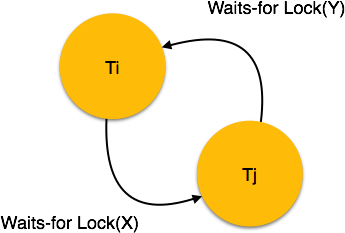 Waits-for Lock(Y)
Ti
Tj
Waits-for Lock(X)